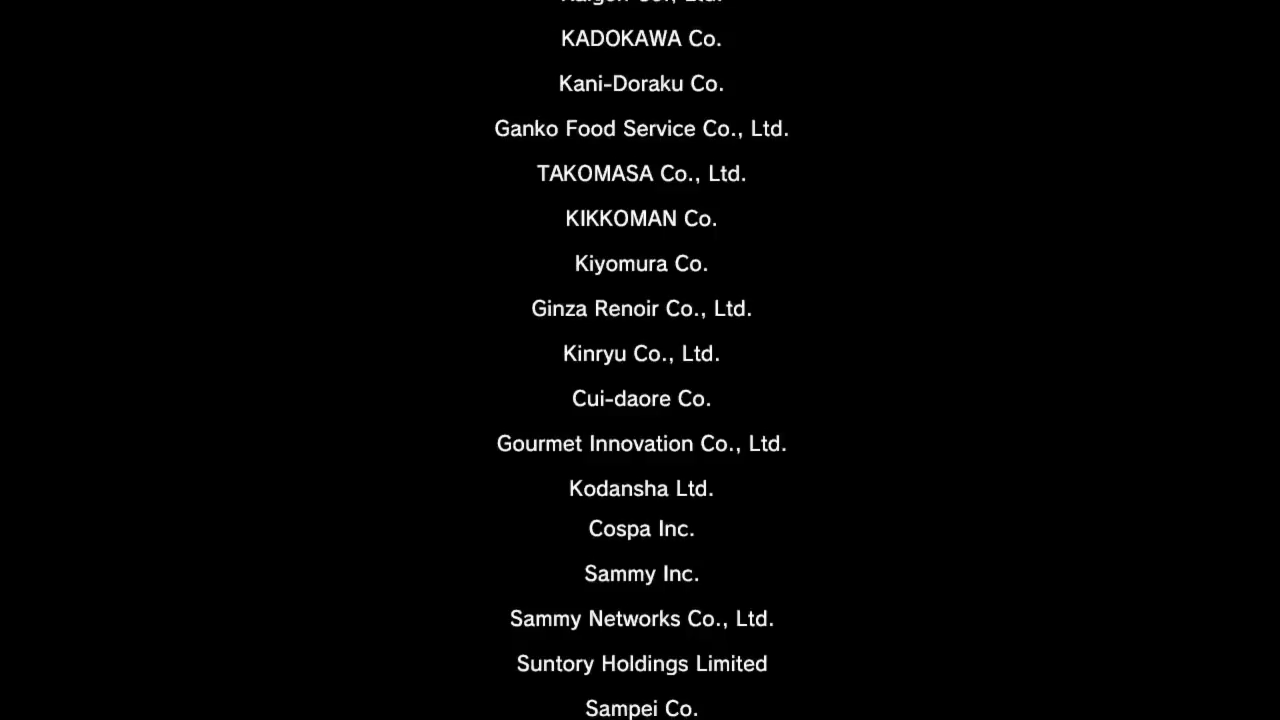 KADOKAWA Co.
Kani-Doraku Co.
Ganko Food Service Co., Ltd.
TAKOMASA Co., Ltd.
KIKKOMAN Co.
Kiyomura Co.
Ginza Renoir Co., Ltd.
Kinryu Co., Ltd.
Cui-daore Co.
Gourmet Innovation Co., Ltd.
Kodansha Ltd.
Cospa Inc.
Sammy Inc.
Sammy Networks Co., Ltd.
Suntory Holdings Limited
Sampei Co.